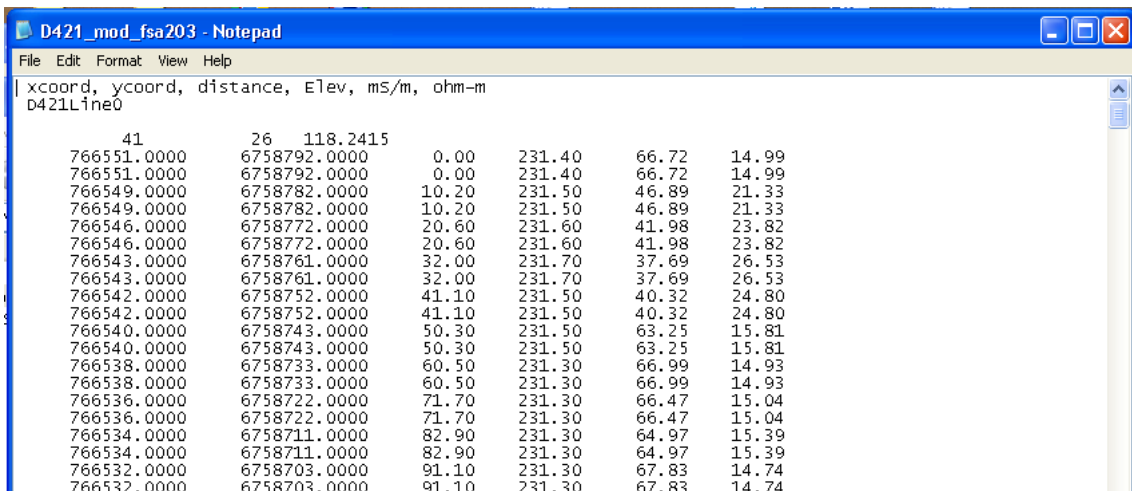 D421_mod_fsa203 - Notepad
File Edit Format View Help
xcoord, ycoord, distance, Elev, mS/m, ohm-m
D421Line0
41 26 118.2415
766551.0000 6758792.0000 0.00 231.40 66.72 14.99
766551.0000 6758792.0000 0.00 231.40 66.72 14.99
766549.0000 6758782.0000 10.20 231.50 46.89 21.33
766549.0000 6758782.0000 10.20 231.50 46.89 21.33
766546.0000 6758772.0000 20.60 231.60 41.98 23.82
766546.0000 6758772.0000 20.60 231.60 41.98 23.82
766543.0000 6758761.0000 32.00 231.70 37.69 26.53
766543.0000 6758761.0000 32.00 231.70 37.69 26.53
766542.0000 6758752.0000 41.10 231.50 40.32 24.80
766542.0000 6758752.0000 41.10 231.50 40.32 24.80
766540.0000 6758743.0000 50.30 231.50 63.25 15.81
766540.0000 6758743.0000 50.30 231.50 63.25 15.81
766538.0000 6758733.0000 60.50 231.30 66.99 14.93
766538.0000 6758733.0000 60.50 231.30 66.99 14.93
766536.0000 6758722.0000 71.70 231.30 66.47 15.04
766536.0000 6758722.0000 71.70 231.30 66.47 15.04
766534.0000 6758711.0000 82.90 231.30 64.97 15.39
766534.0000 6758711.0000 82.90 231.30 64.97 15.39
766532.0000 6758703.0000 91.10 231.30 67.83 14.74
766532.0000 6758703.0000 91.10 231.30 67.83 14.74